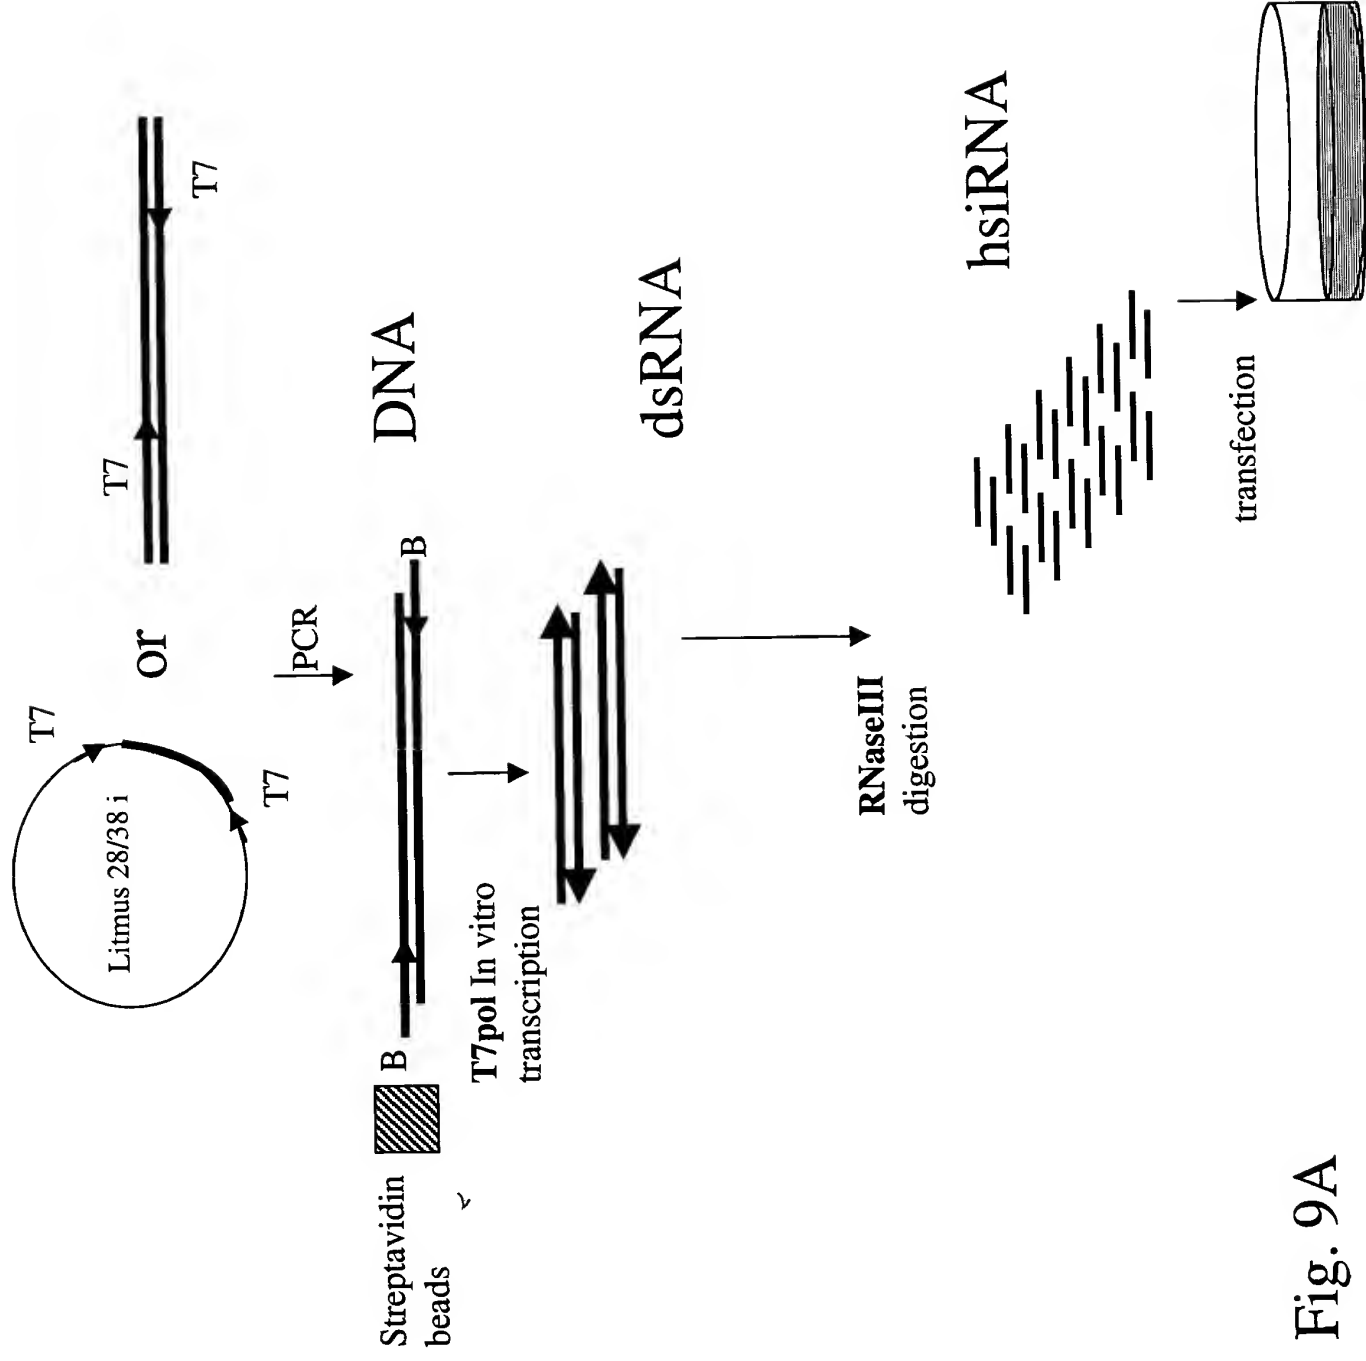 T7
Litmus 28/38 i
T7
or
T7
T7
PCR
DNA
B
B
Streptavidin
beads
T7pol In vitro
transcription
dsRNA
RNaseIII
digestion
hsiRNA
transfection
Fig. 9A